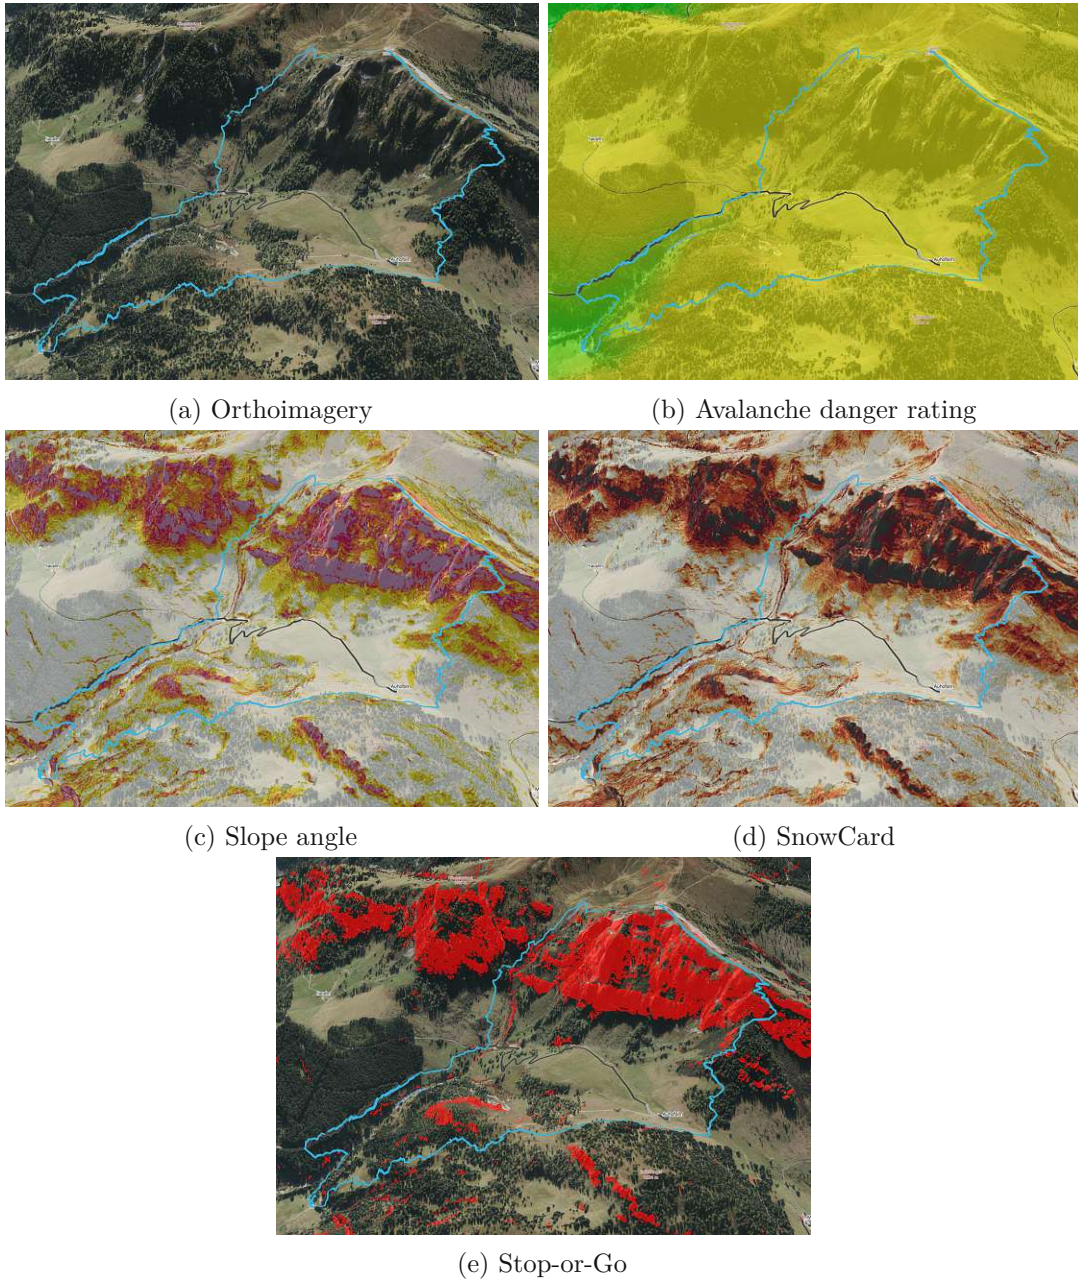 (a) Orthoimagery
(b) Avalanche danger rating
(c) Slope angle
(d) SnowCard
(e) Stop-or-Go